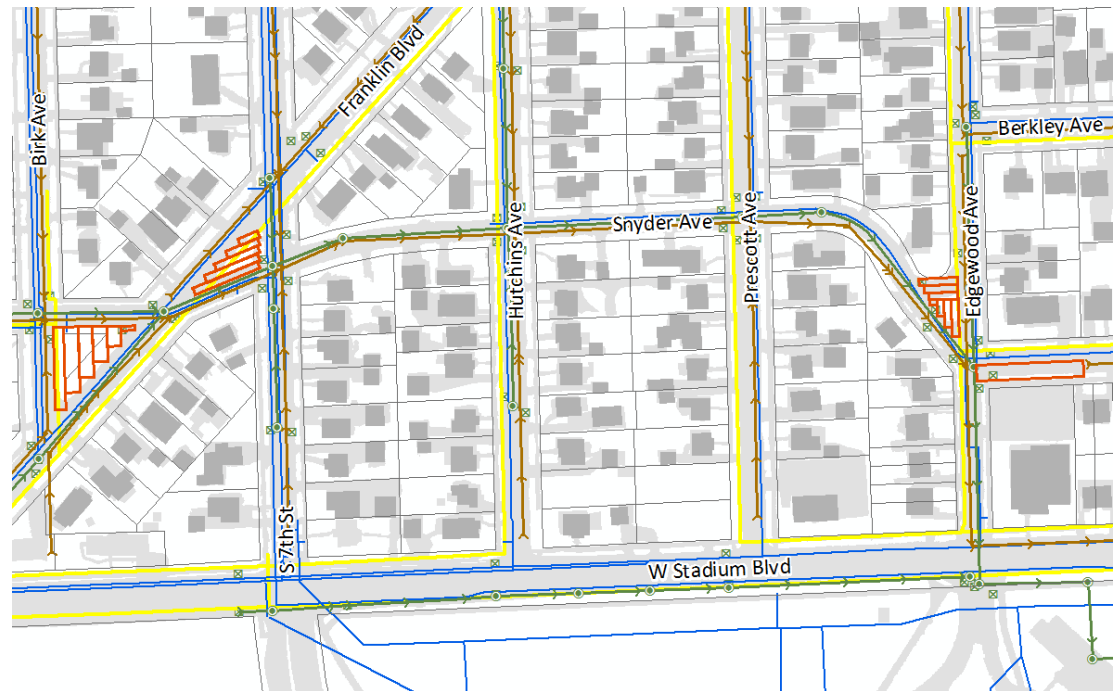 Franklin Blvd
Birk Ave
Berkley Ave
Snyder Ave
Hutchins Ave
Prescott Ave
Edgewood Ave
S 7th St
W Stadium Blvd